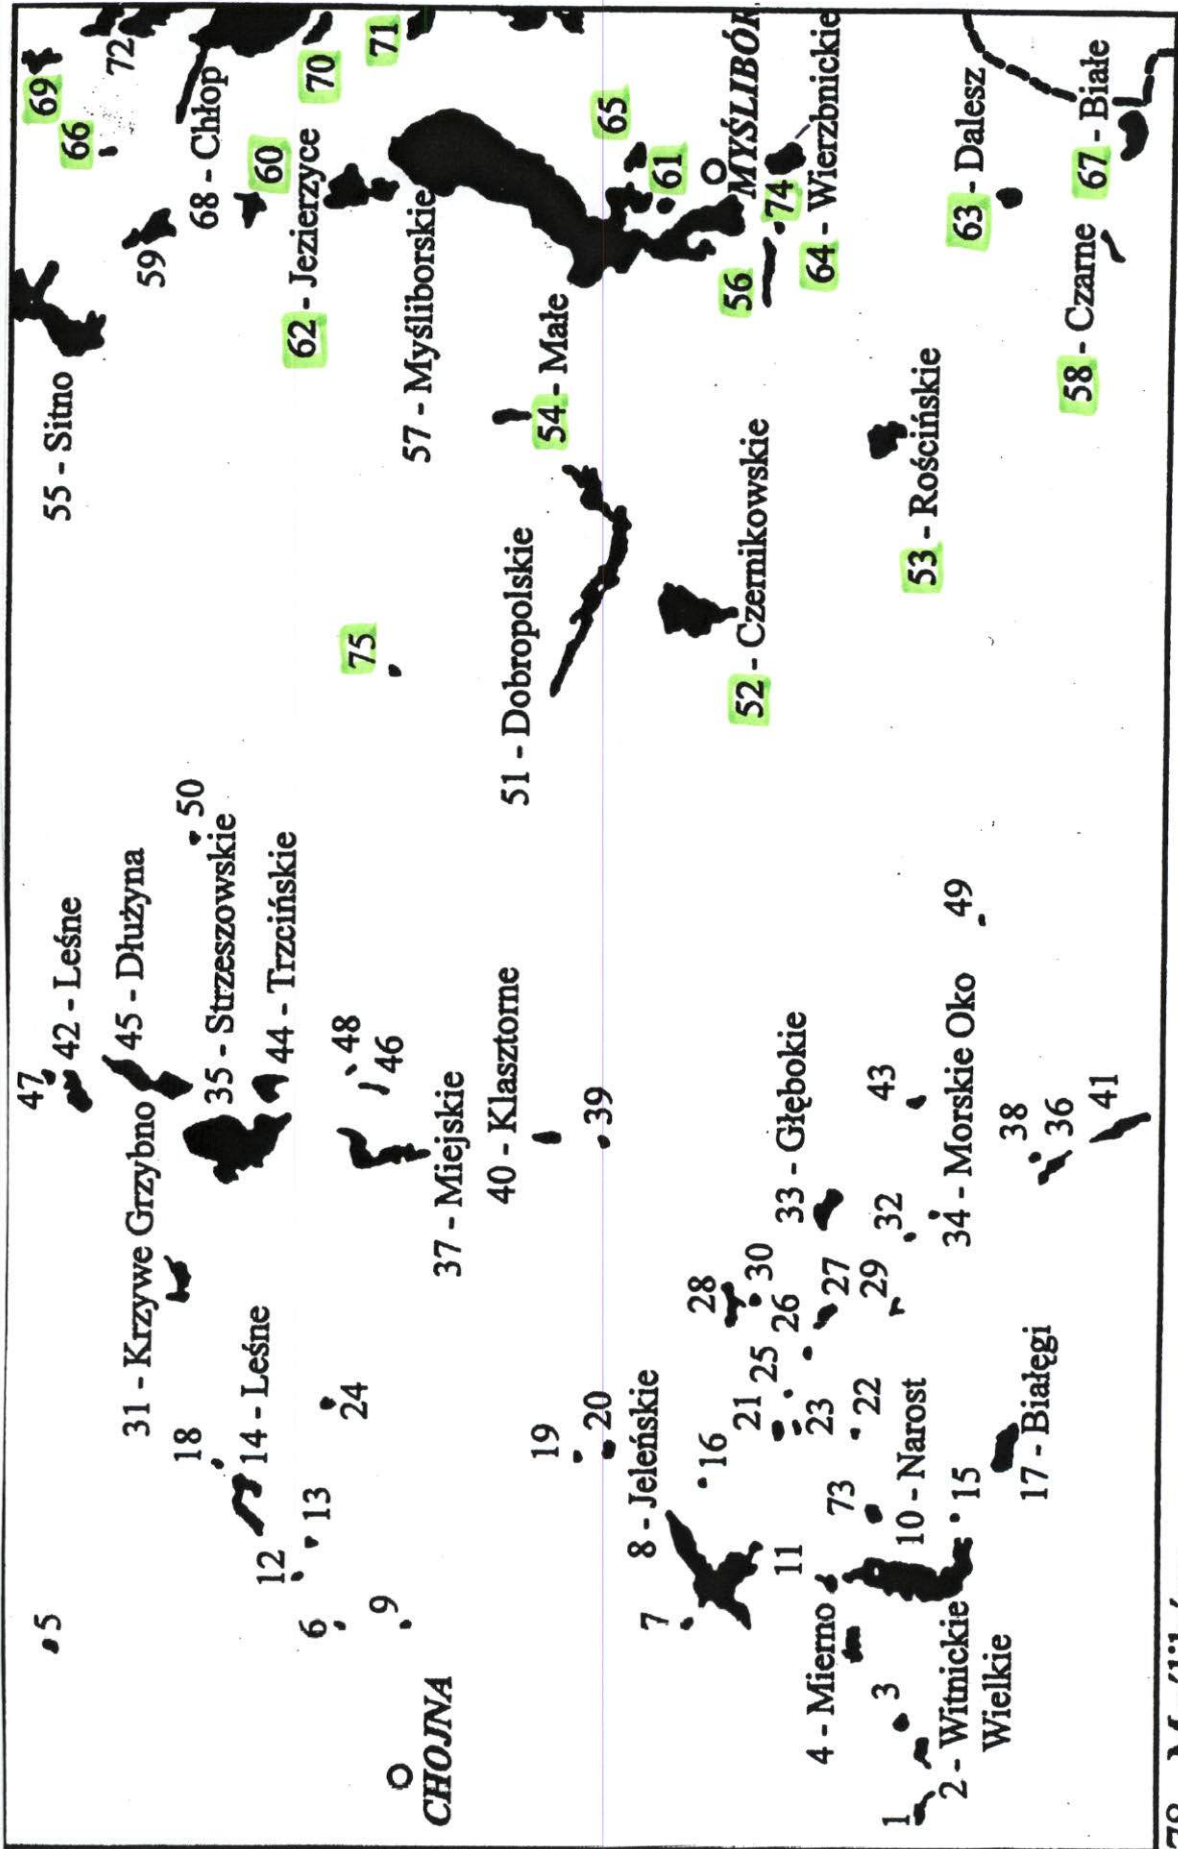 47
42 - Leśne
45 - Dłużyna
5
31 - Krzywe Grzybno
50
35 - Strzeszowskie
44 - Trzcińskie
18
14 - Leśne
12
13
24
6
9
48
46
37 - Miejskie
40 - Klasztorne
39
CHOJNA
55 - Sitno
69
66
72
59
68 - Chłop
60
70
71
62 - Jezierzyce
57 - Myśliborskie
75
54 - Małe
51 - Dobropolskie
65
61
MYŚLIBÓR
56
74
64 - Wierzbnickie
52 - Czernikowskie
53 - Rościńskie
63 - Dalesz
67 - Białe
58 - Czarne
19
20
8 - Jeleńskie
7
16
28
30
33 - Głębokie
21
25
26
27
11
23
22
29
32
43
49
4 - Mierno
73
10 - Narost
34 - Morskie Oko
3
1
2 - Witnickie
Wielkie
15
17 - Białęgi
38
36
41